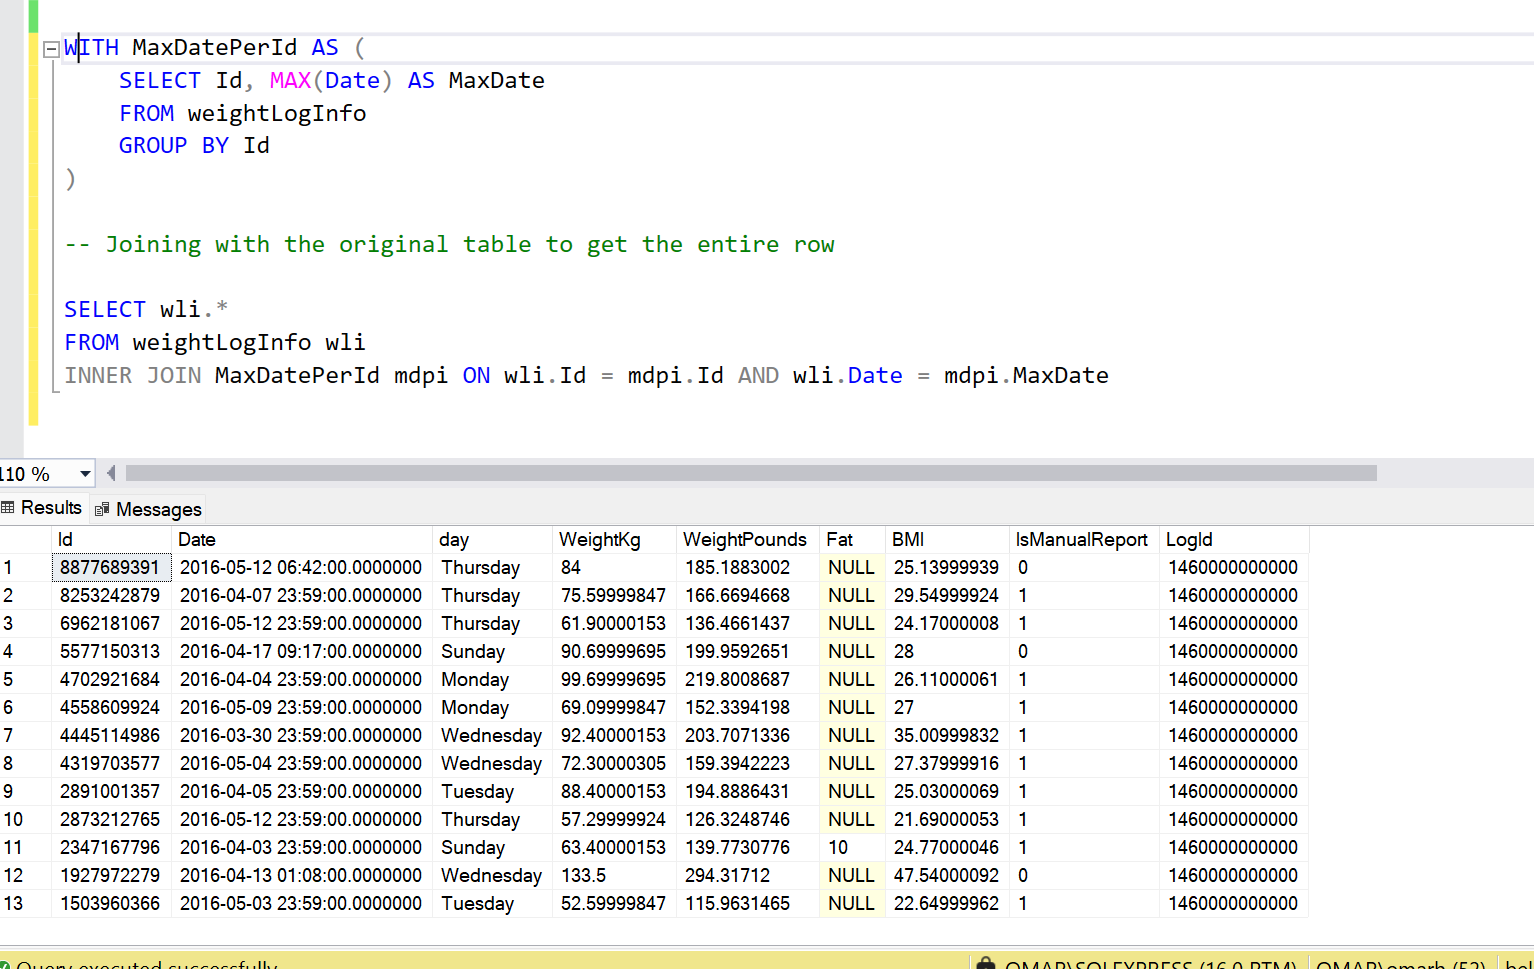 WITH MaxDatePerId AS (
SELECT Id, MAX(Date) AS MaxDate
FROM weightLogInfo
GROUP BY Id
)
-- Joining with the original table to get the entire row
SELECT wli.*
FROM weightLogInfo wli
INNER JOIN MaxDatePerId mdpi ON wli.Id = mdpi.Id AND wli.Date = mdpi.MaxDate
110 %
Results Messages
Id Date day WeightKg WeightPounds Fat BMI IsManualReport LogId
1 8877689391 2016-05-12 06:42:00.0000000 Thursday 84 185.1883002 NULL 25.13999939 0 1460000000000
2 8253242879 2016-04-07 23:59:00.0000000 Thursday 75.59999847 166.6694668 NULL 29.54999924 1 1460000000000
3 6962181067 2016-05-12 23:59:00.0000000 Thursday 61.90000153 136.4661437 NULL 24.17000008 1 1460000000000
4 5577150313 2016-04-17 09:17:00.0000000 Sunday 90.69999695 199.9592651 NULL 28 0 1460000000000
5 4702921684 2016-04-04 23:59:00.0000000 Monday 99.69999695 219.8008687 NULL 26.11000061 1 1460000000000
6 4558609924 2016-05-09 23:59:00.0000000 Monday 69.09999847 152.3394198 NULL 27 1 1460000000000
7 4445114986 2016-03-30 23:59:00.0000000 Wednesday 92.40000153 203.7071336 NULL 35.00999832 1 1460000000000
8 4319703577 2016-05-04 23:59:00.0000000 Wednesday 72.30000305 159.3942223 NULL 27.37999916 1 1460000000000
9 2891001357 2016-04-05 23:59:00.0000000 Tuesday 88.40000153 194.8886431 NULL 25.03000069 1 1460000000000
10 2873212765 2016-05-12 23:59:00.0000000 Thursday 57.29999924 126.3248746 NULL 21.69000053 1 1460000000000
11 2347167796 2016-04-03 23:59:00.0000000 Sunday 63.40000153 139.7730776 10 24.77000046 1 1460000000000
12 1927972279 2016-04-13 01:08:00.0000000 Wednesday 133.5 294.31712 NULL 47.54000092 0 1460000000000
13 1503960366 2016-05-03 23:59:00.0000000 Tuesday 52.59999847 115.9631465 NULL 22.64999962 1 1460000000000
Query executed successfully OMAR\SQLEXPRESS (16.0 RTM) OMAR\omarh (52)